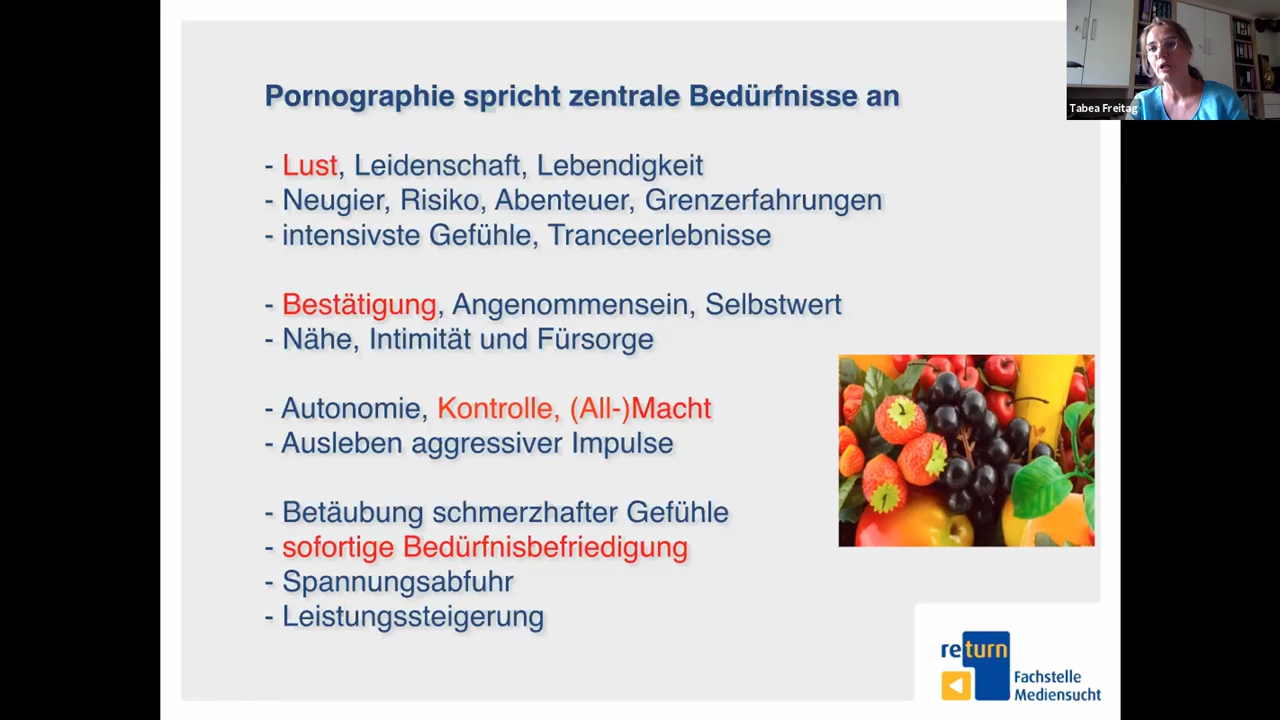 Tabea Freitag
Pornographie spricht zentrale Bedürfnisse an
- Lust, Leidenschaft, Lebendigkeit
- Neugier, Risiko, Abenteuer, Grenzerfahrungen
- intensivste Gefühle, Tranceerlebnisse
- Bestätigung, Angenommensein, Selbstwert
- Nähe, Intimität und Fürsorge
- Autonomie, Kontrolle, (All-)Macht
- Ausleben aggressiver Impulse
- Betäubung schmerzhafter Gefühle
- sofortige Bedürfnisbefriedigung
- Spannungsabfuhr
- Leistungssteigerung
return
Fachstelle
Mediensucht